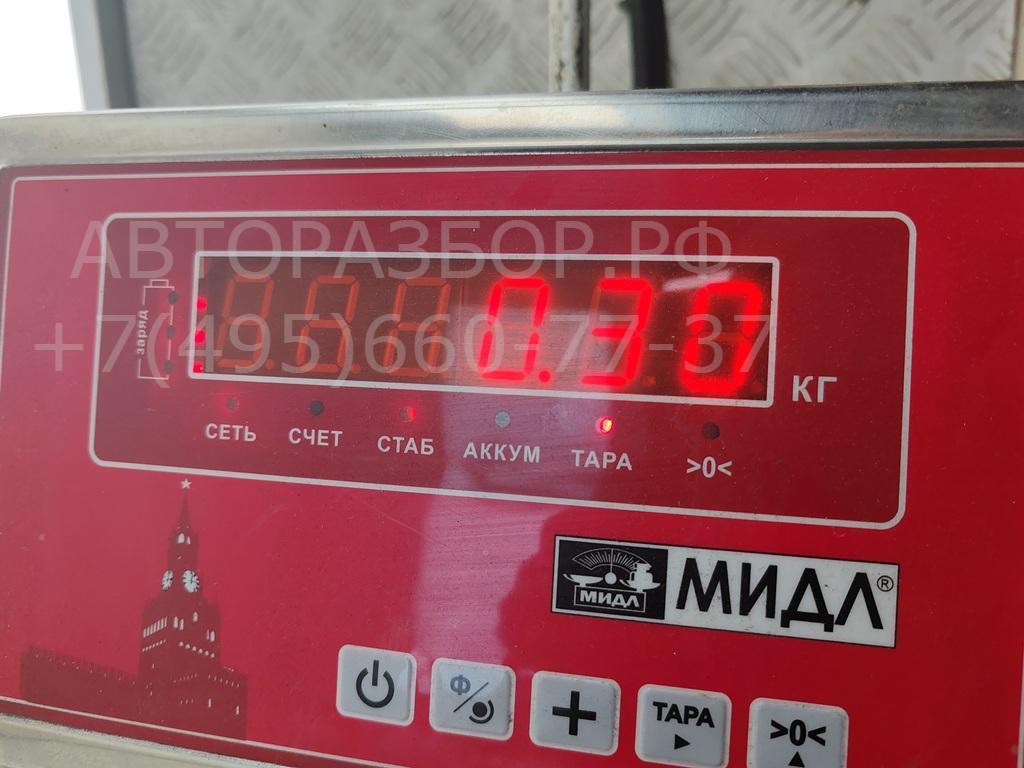 АВТОРАЗБОР.РФ
+7(495)660-77-37
заряд
0.30
КГ
СЕТЬ СЧЕТ СТАБ АККУМ ТАРА >0<
МИДЛ МИДЛ®
Ф + ТАРА >0<